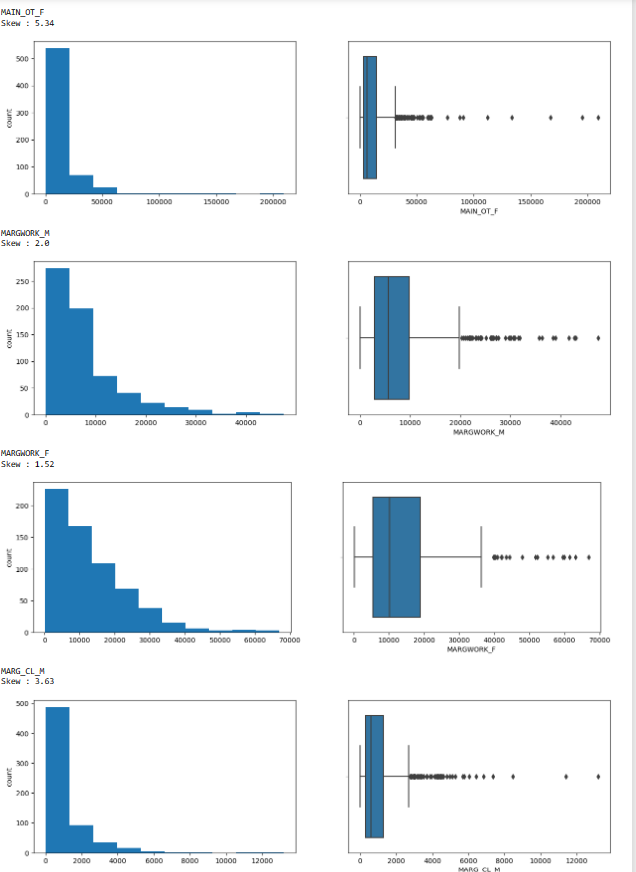 MAIN_OT_F
Skew : 5.34
count
500
400
300
200
100
0
0 50000 100000 150000 200000
0 50000 100000 150000 200000
MAIN_OT_F
MARGWORK_M
Skew : 2.0
count
250
200
150
100
50
0
0 10000 20000 30000 40000
0 10000 20000 30000 40000
MARGWORK_M
MARGWORK_F
Skew : 1.52
count
200
150
100
50
0
0 10000 20000 30000 40000 50000 60000 70000
0 10000 20000 30000 40000 50000 60000 70000
MARGWORK_F
MARG_CL_M
Skew : 3.63
count
500
400
300
200
100
0
0 2000 4000 6000 8000 10000 12000
0 2000 4000 6000 8000 10000 12000
MARG_CL_M